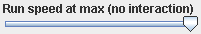 Run speed at max (no interaction)